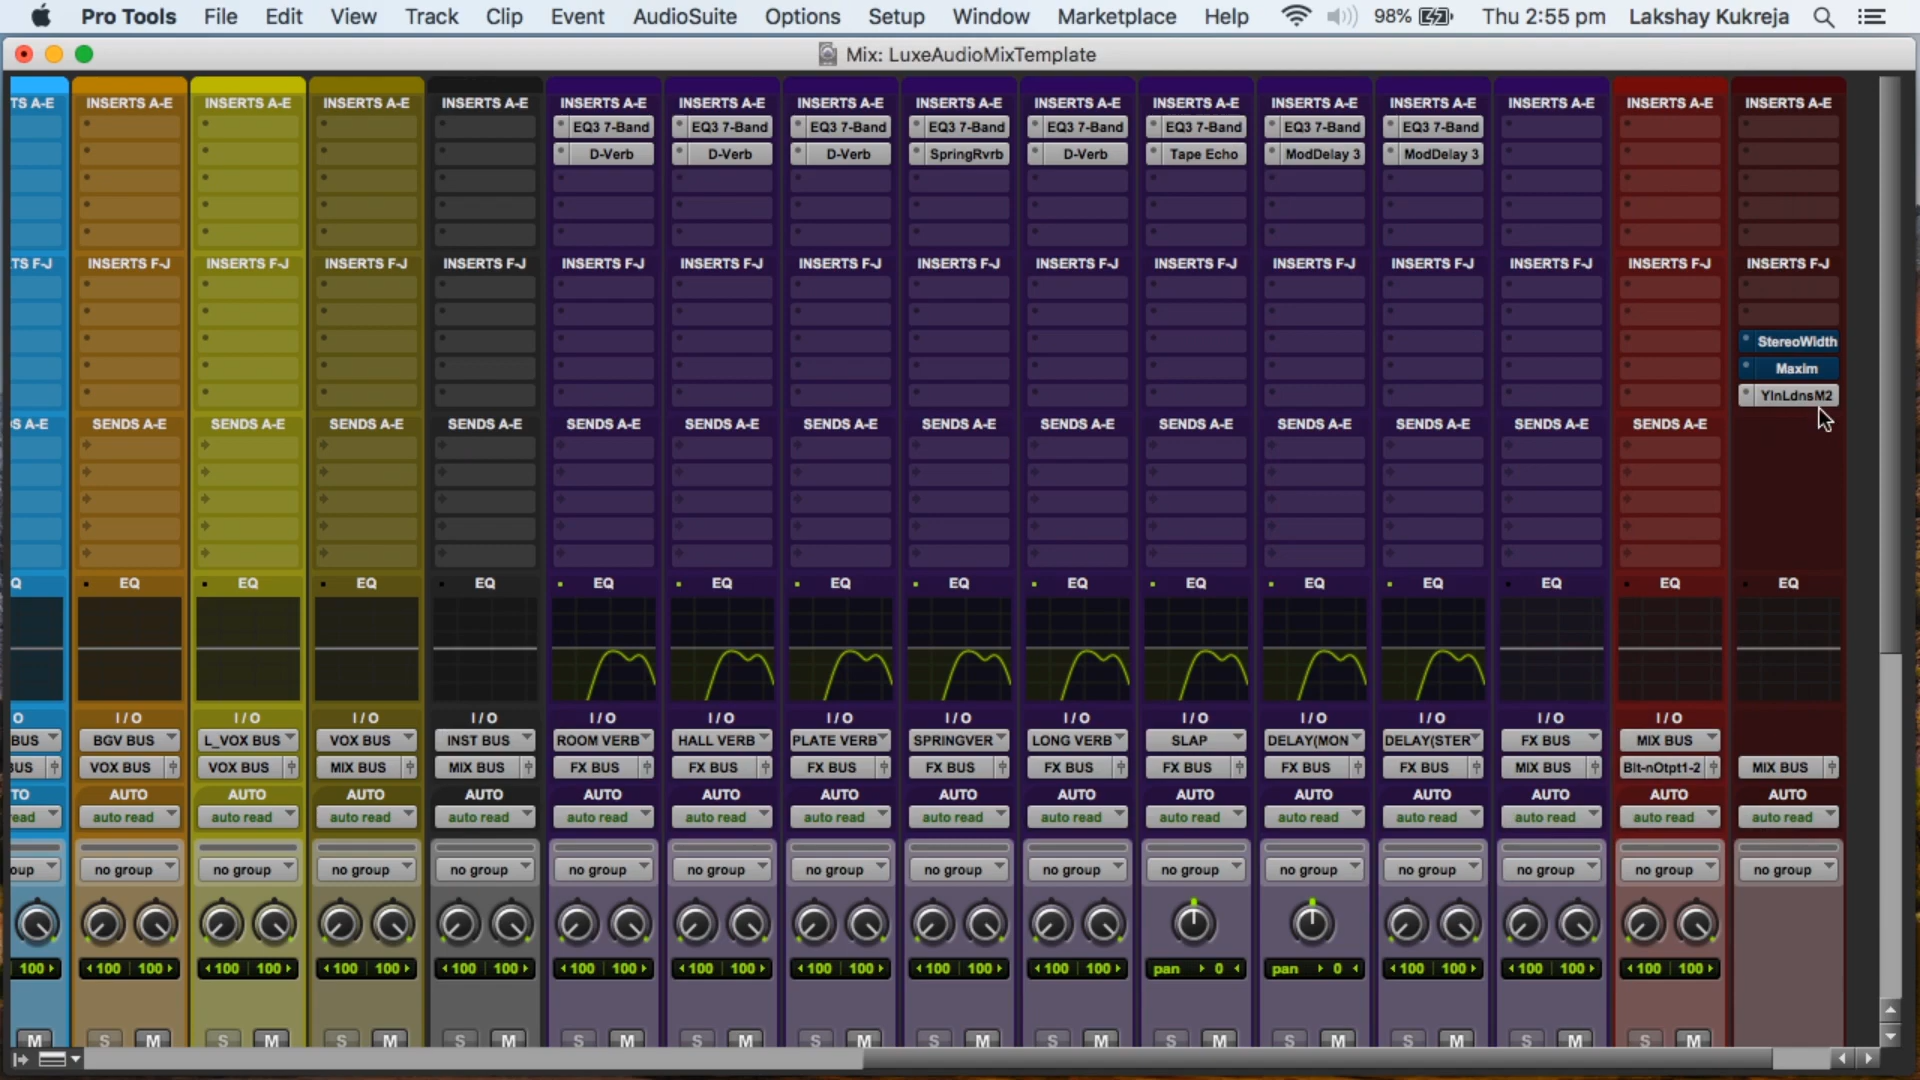 Pro Tools File Edit View Track Clip Event AudioSuite Options Setup Window Marketplace Help 98% Thu 2:55 pm Lakshay Kukreja
Mix: LuxeAudioMixTemplate
TS A-E INSERTS A-E INSERTS A-E INSERTS A-E INSERTS A-E INSERTS A-E INSERTS A-E INSERTS A-E INSERTS A-E INSERTS A-E INSERTS A-E INSERTS A-E INSERTS A-E INSERTS A-E INSERTS A-E INSERTS A-E
EQ3 7-Band EQ3 7-Band EQ3 7-Band EQ3 7-Band EQ3 7-Band EQ3 7-Band EQ3 7-Band EQ3 7-Band
D-Verb D-Verb D-Verb SpringRvrb D-Verb Tape Echo ModDelay 3 ModDelay 3
TS F-J INSERTS F-J INSERTS F-J INSERTS F-J INSERTS F-J INSERTS F-J INSERTS F-J INSERTS F-J INSERTS F-J INSERTS F-J INSERTS F-J INSERTS F-J INSERTS F-J INSERTS F-J INSERTS F-J INSERTS F-J
StereoWidth
Maxim
YlnLdnsM2
S A-E SENDS A-E SENDS A-E SENDS A-E SENDS A-E SENDS A-E SENDS A-E SENDS A-E SENDS A-E SENDS A-E SENDS A-E SENDS A-E SENDS A-E SENDS A-E SENDS A-E
Q EQ EQ EQ EQ EQ EQ EQ EQ EQ EQ EQ EQ EQ EQ EQ
O I / O I / O I / O I / O I / O I / O I / O I / O I / O I / O I / O I / O I / O I / O
BUS BGV BUS L_VOX BUS VOX BUS INST BUS ROOM VERB HALL VERB PLATE VERB SPRINGVER LONG VERB SLAP DELAY(MON DELAY(STER FX BUS MIX BUS
BUS VOX BUS VOX BUS MIX BUS MIX BUS FX BUS FX BUS FX BUS FX BUS FX BUS FX BUS FX BUS FX BUS MIX BUS Blt-nOtpt1-2 MIX BUS
TO AUTO AUTO AUTO AUTO AUTO AUTO AUTO AUTO AUTO AUTO AUTO AUTO AUTO AUTO AUTO
ead auto read auto read auto read auto read auto read auto read auto read auto read auto read auto read auto read auto read auto read auto read auto read
oup no group no group no group no group no group no group no group no group no group no group no group no group no group no group no group
100 100 100 100 100 100 100 100 100 100 100 100 100 100 100 100 100 100 100 pan 0 pan 0 100 100 100 100 100 100
M S M S M S M S M S M S M S M S M S M S M S M S M S M S M